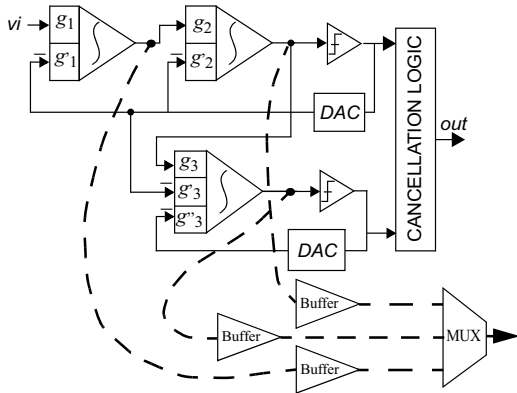 vi
g1
g'1
g2
g'2
DAC
g3
g'3
g"3
DAC
CANCELLATION LOGIC
out
Buffer
Buffer
Buffer
MUX